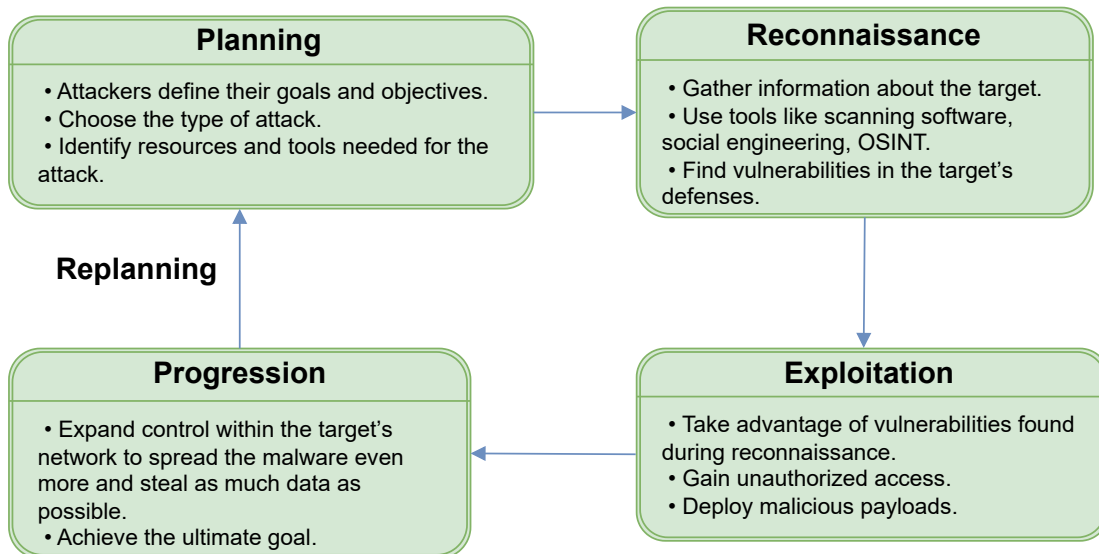 Planning
• Attackers define their goals and objectives.
• Choose the type of attack.
• Identify resources and tools needed for the
attack.
Reconnaissance
• Gather information about the target.
• Use tools like scanning software,
social engineering, OSINT.
• Find vulnerabilities in the target’s
defenses.
Replanning
Progression
• Expand control within the target’s
network to spread the malware even
more and steal as much data as
possible.
• Achieve the ultimate goal.
Exploitation
• Take advantage of vulnerabilities found
during reconnaissance.
• Gain unauthorized access.
• Deploy malicious payloads.